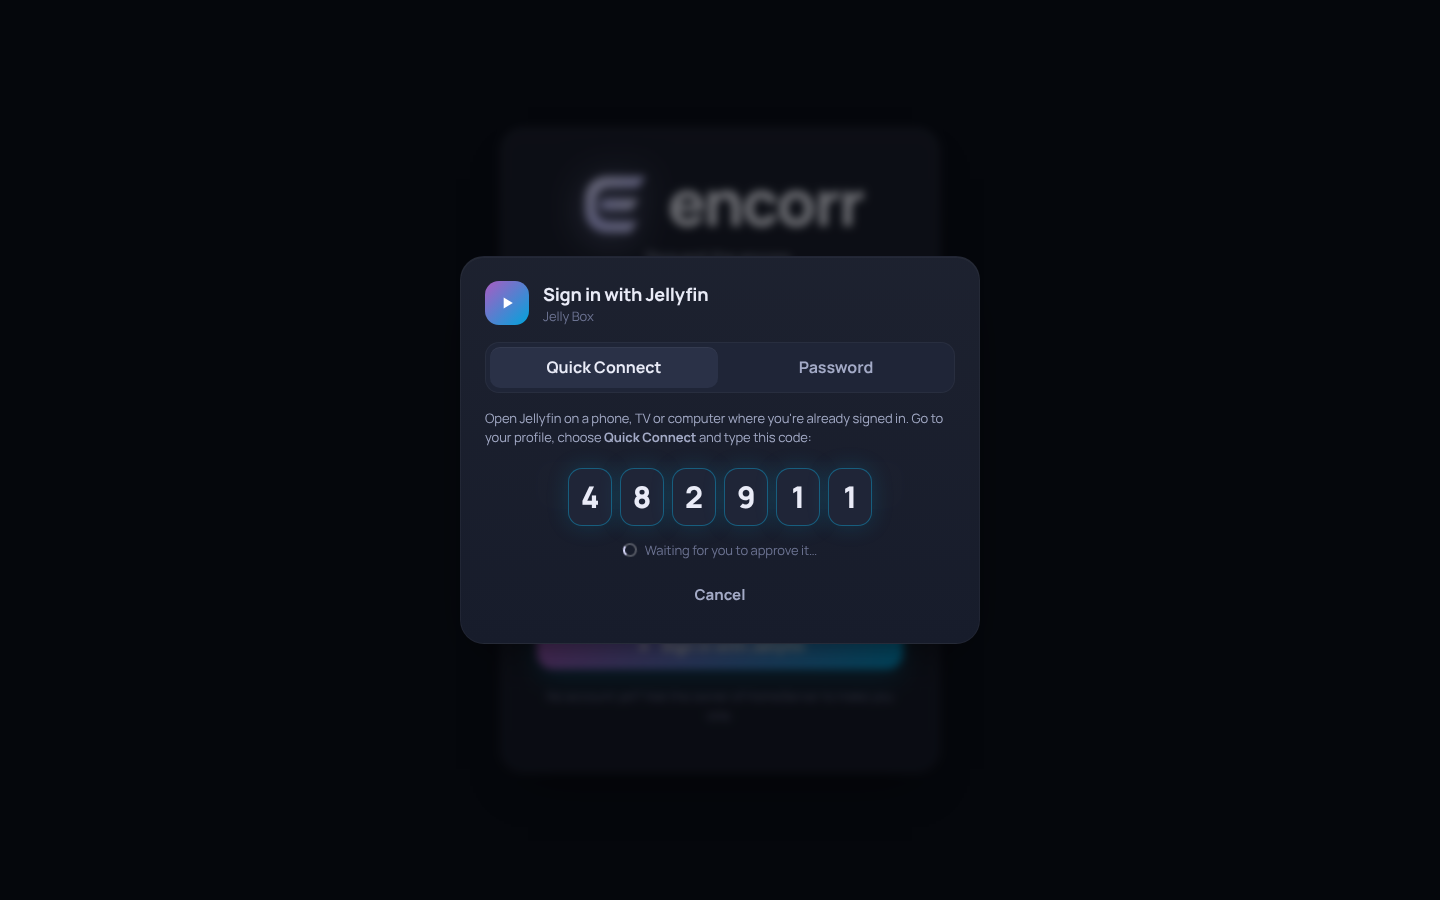 encorr
Sign in with Jellyfin
Jelly Box
Quick Connect
Password
Open Jellyfin on a phone, TV or computer where you're already signed in. Go to
your profile, choose Quick Connect and type this code:
4 8 2 9 1 1
Waiting for you to approve it...
Cancel